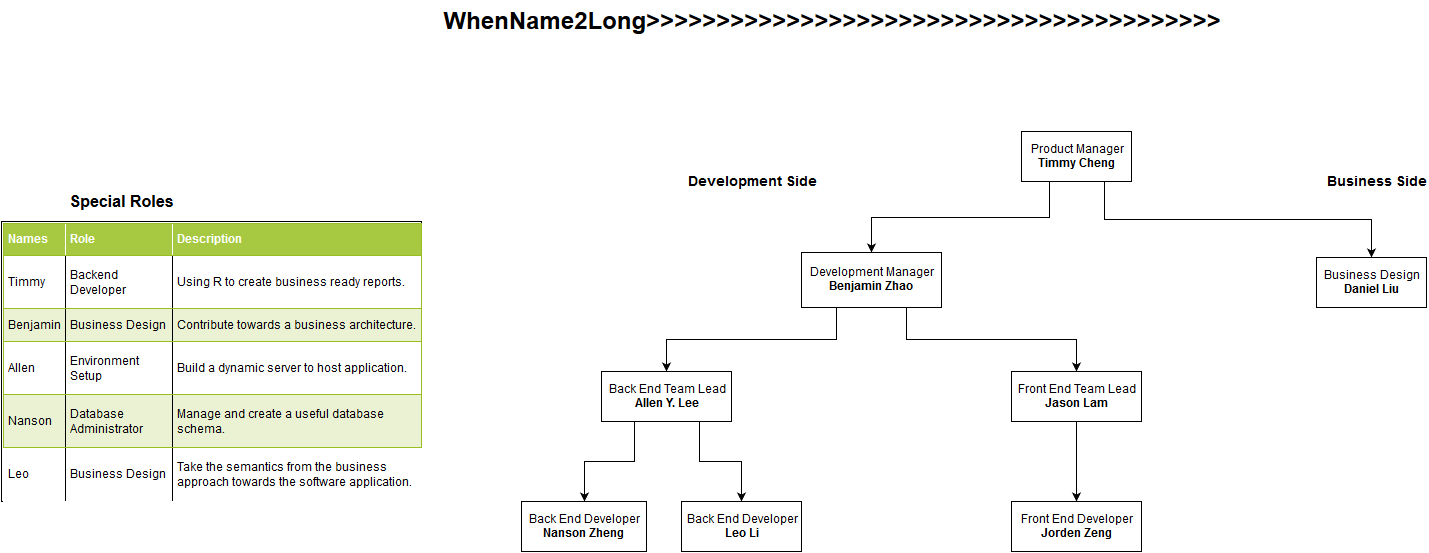 WhenName2Long>>>>>>>>>>>>>>>>>>>>>>>>>>>>>>>>>>>>>>>>>
Product Manager
Timmy Cheng
Development Side
Business Side
Special Roles
Names Role Description
Timmy
Backend
Developer
Using R to create business ready reports.
Benjamin Business Design Contribute towards a business architecture.
Allen
Environment
Setup
Build a dynamic server to host application.
Nanson
Database
Administrator
Manage and create a useful database
schema.
Leo
Business Design
Take the semantics from the business
approach towards the software application.
Development Manager
Benjamin Zhao
Business Design
Daniel Liu
Back End Team Lead
Allen Y. Lee
Front End Team Lead
Jason Lam
Back End Developer
Nanson Zheng
Back End Developer
Leo Li
Front End Developer
Jorden Zeng